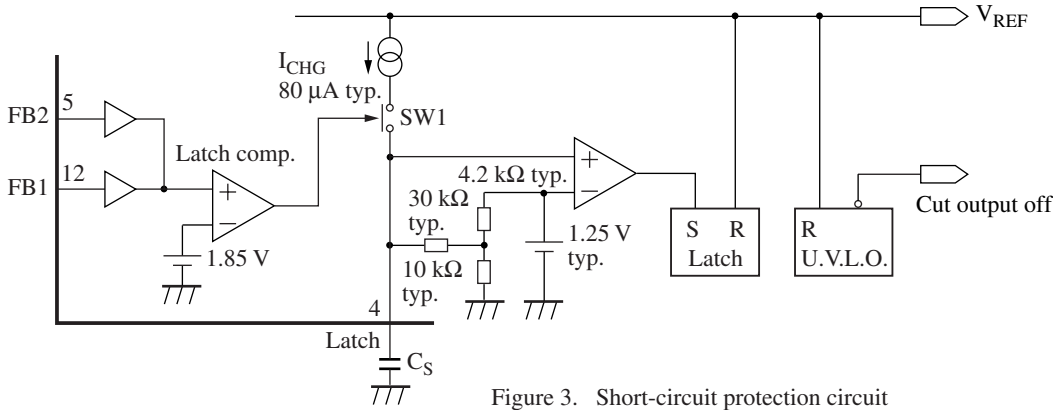 V_REF
I_CHG
80 μA typ.
SW1
5
FB2
Latch comp.
12
FB1
+
−
1.85 V
+
−
4.2 kΩ typ.
30 kΩ
typ.
10 kΩ
typ.
1.25 V
typ.
S R
Latch
R
U.V.L.O.
Cut output off
4
Latch
C_S
Figure 3. Short-circuit protection circuit